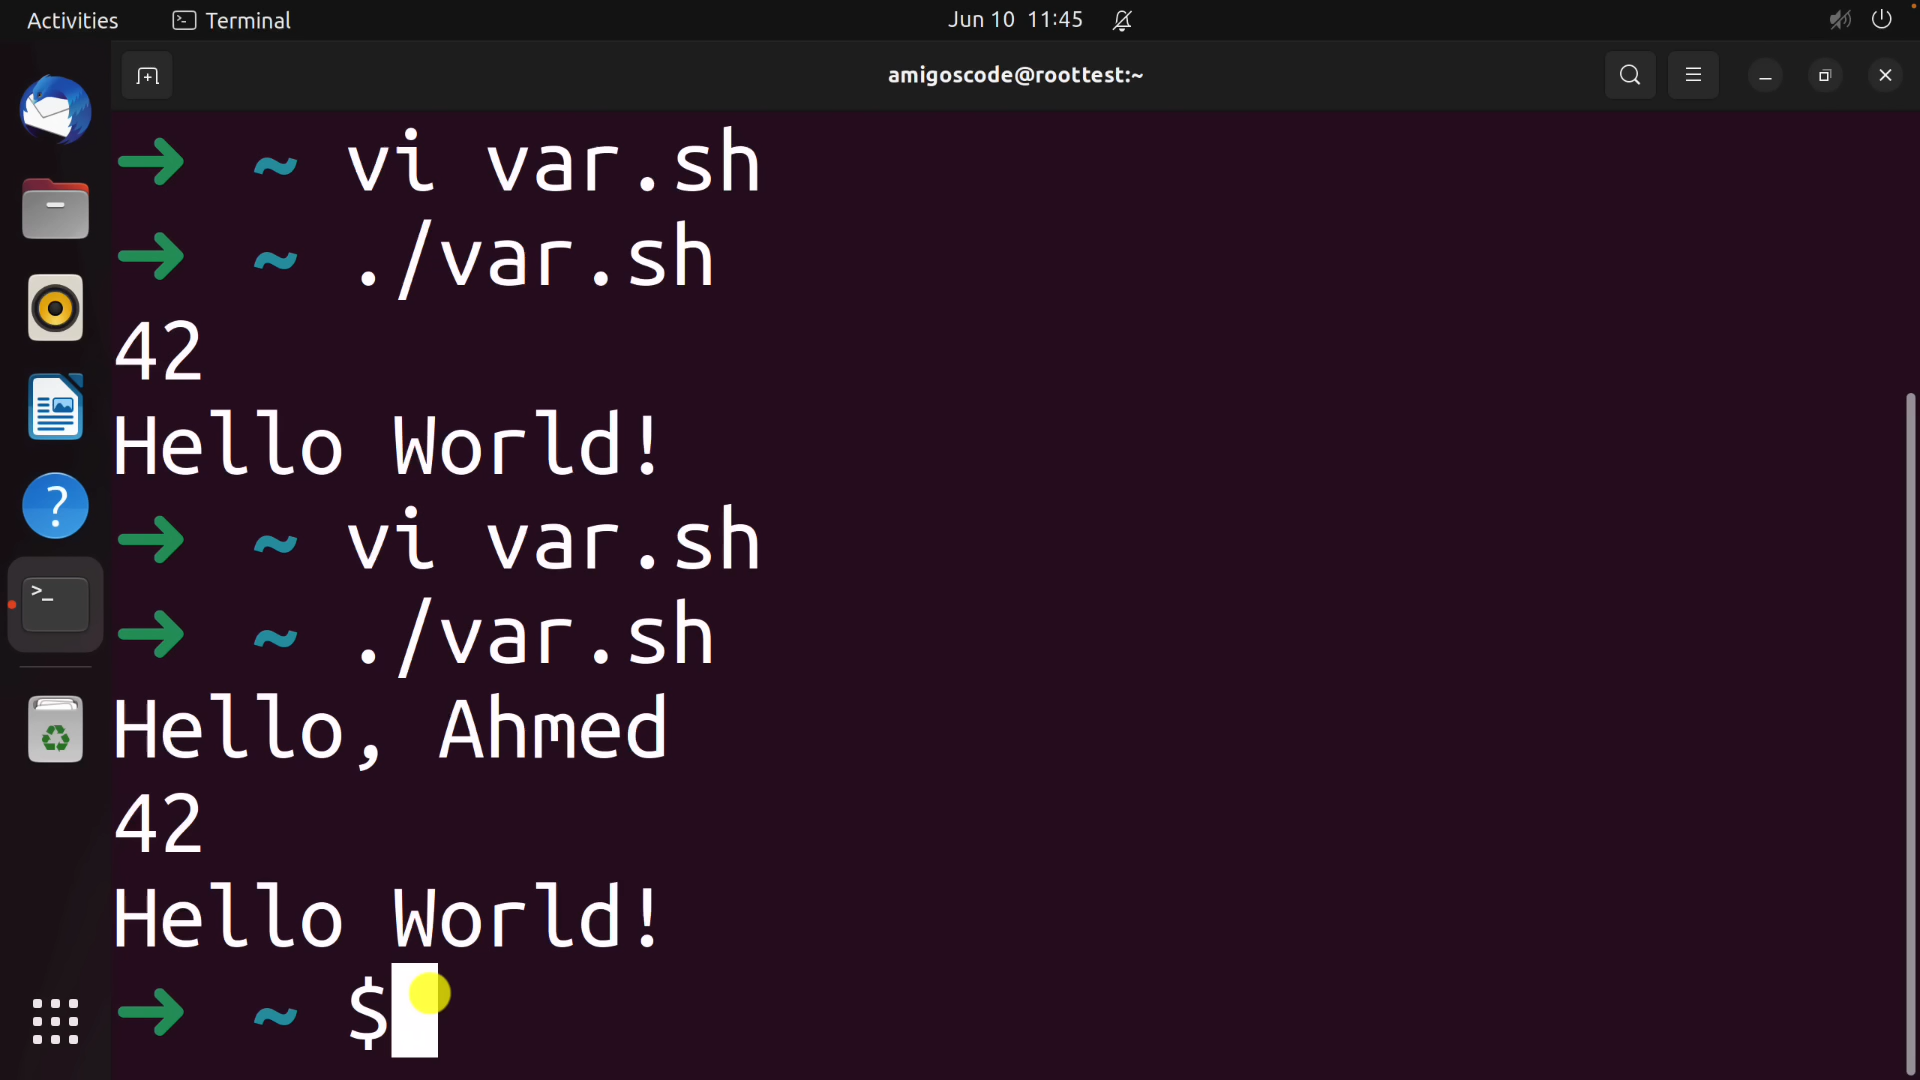 Activities Terminal Jun 10 11:45
amigoscode@roottest:~
➜ ~ vi var.sh
➜ ~ ./var.sh
42
Hello World!
➜ ~ vi var.sh
➜ ~ ./var.sh
Hello, Ahmed
42
Hello World!
➜ ~ $